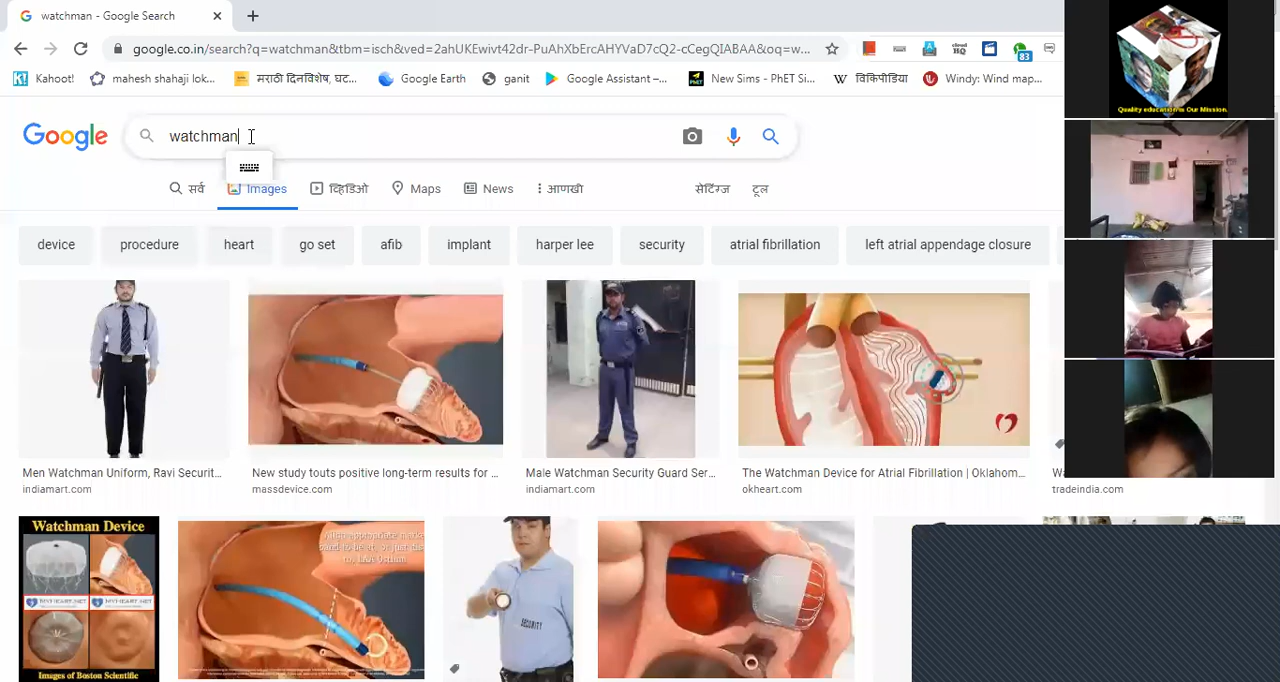 watchman - Google Search
google.co.in/search?q=watchman&tbm=isch&ved=2ahUKEwivt42dr-PuAhXbErcAHYVaD7cQ2-cCegQIABAA&oq=w...
83
Kahoot!
mahesh shahaji lok...
मराठी दिनविशेष, घट...
Google Earth
ganit
Google Assistant –...
New Sims - PhET Si...
विकिपीडिया
Windy: Wind map...
Quality education is Our Mission.
Google
watchman
सर्व
Images
व्हिडिओ
Maps
News
आणखी
सेटिंग्ज
टूल
device
procedure
heart
go set
afib
implant
harper lee
security
atrial fibrillation
left atrial appendage closure
Men Watchman Uniform, Ravi Securit...
indiamart.com
New study touts positive long-term results for ...
massdevice.com
Male Watchman Security Guard Ser...
indiamart.com
The Watchman Device for Atrial Fibrillation | Oklahom...
okheart.com
tradeindia.com
Watchman Device
MYHEART.NET
MYHEART.NET
Images of Boston Scientific
SECURITY